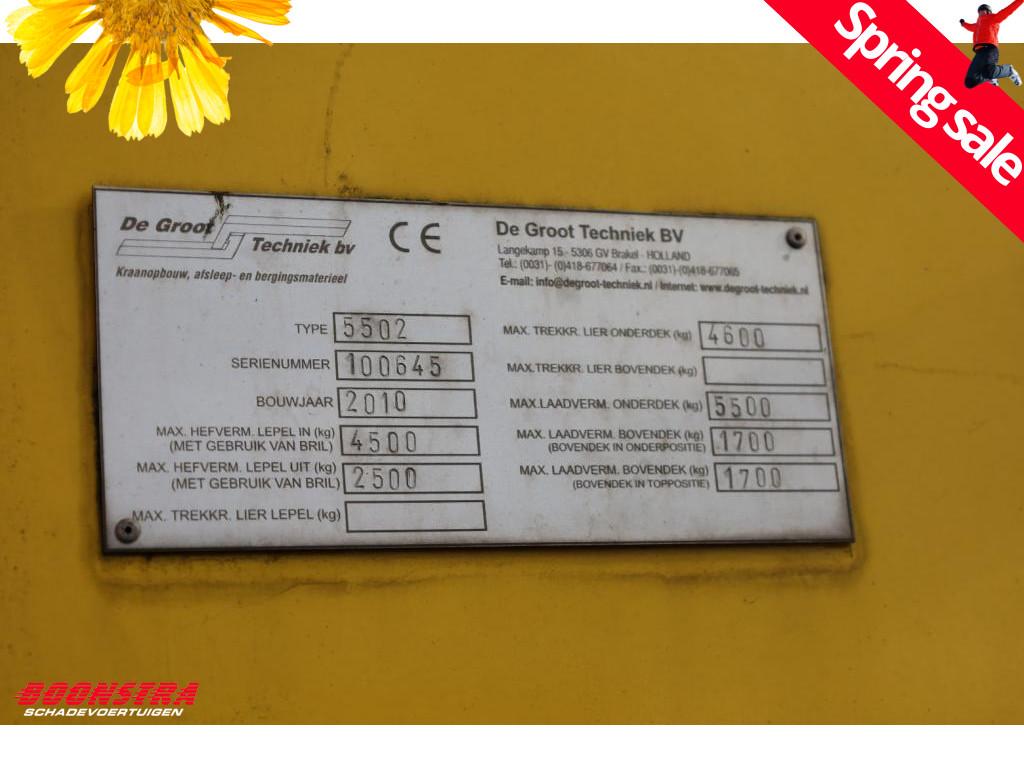 Spring sale
De Groot
Techniek bv
Kraanopbouw, afsleep- en bergingsmaterieel
CE
De Groot Techniek BV
Langekamp 15 - 5306 GV Brakel - HOLLAND
Tel.: (0031)-(0)418-677064 / Fax.: (0031)-(0)418-677065
E-mail: info@degroot-techniek.nl / Internet: www.degroot-techniek.nl
TYPE 5502
SERIENUMMER 100645
BOUWJAAR 2010
MAX. HEFVERM. LEPEL IN (kg)
(MET GEBRUIK VAN BRIL) 4500
MAX. HEFVERM. LEPEL UIT (kg)
(MET GEBRUIK VAN BRIL) 2500
MAX. TREKKR. LIER LEPEL (kg)
MAX. TREKKR. LIER ONDERDEK (kg) 4600
MAX.TREKKR. LIER BOVENDEK (kg)
MAX.LAADVERM. ONDERDEK (kg) 5500
MAX. LAADVERM. BOVENDEK (kg)
(BOVENDEK IN ONDERPOSITIE) 1700
MAX. LAADVERM. BOVENDEK (kg)
(BOVENDEK IN TOPPOSITIE) 1700
BOONSTRA
SCHADEVOERTUIGEN